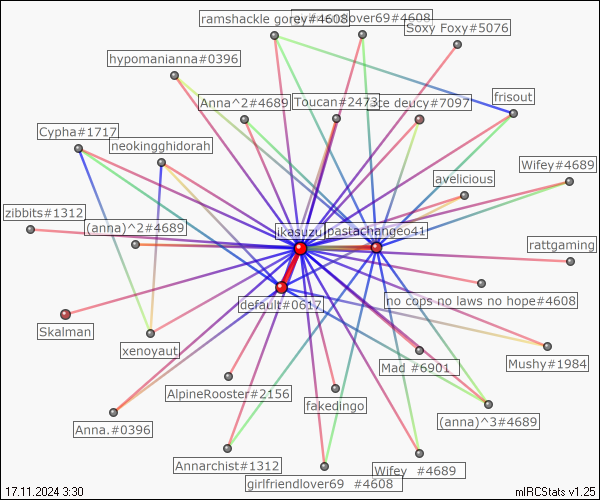 ramshackle gorey#4608
lover69#4608
Soxy Foxy#5076
hypomanianna#0396
Anna^2#4689
Toucan#2473
ce deucy#7097
frisout
Cypha#1717
neokingghidorah
Wifey#4689
avelicious
zibbits#1312
(anna)^2#4689
ikasuzu
pastachangeo41
rattgaming
default#0617
no cops no laws no hope#4608
Skalman
xenoyaut
Mad #6901
Mushy#1984
AlpineRooster#2156
fakedingo
(anna)^3#4689
Anna.#0396
Annarchist#1312
girlfriendlover69 #4608
Wifey #4689
17.11.2024 3:30
mIRCStats v1.25